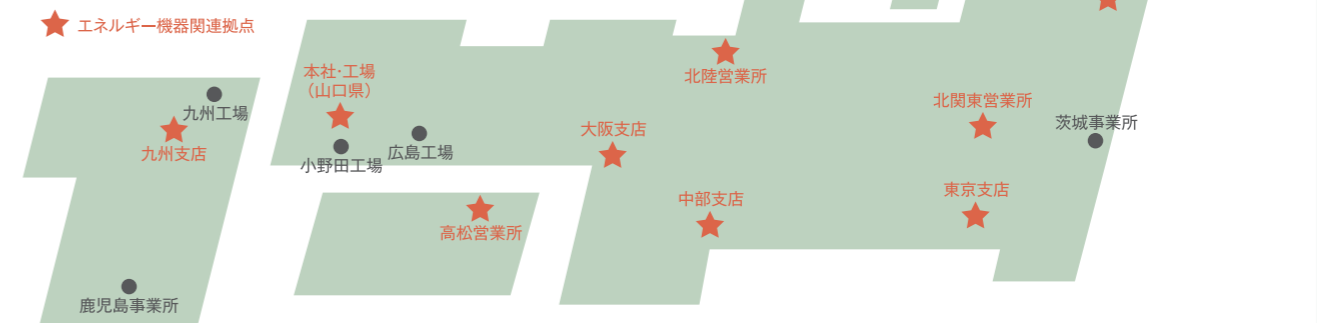 エネルギー機器関連拠点
本社・工場
（山口県）
北陸営業所
九州工場
北関東営業所
茨城事業所
大阪支店
九州支店
広島工場
小野田工場
中部支店
東京支店
高松営業所
鹿児島事業所